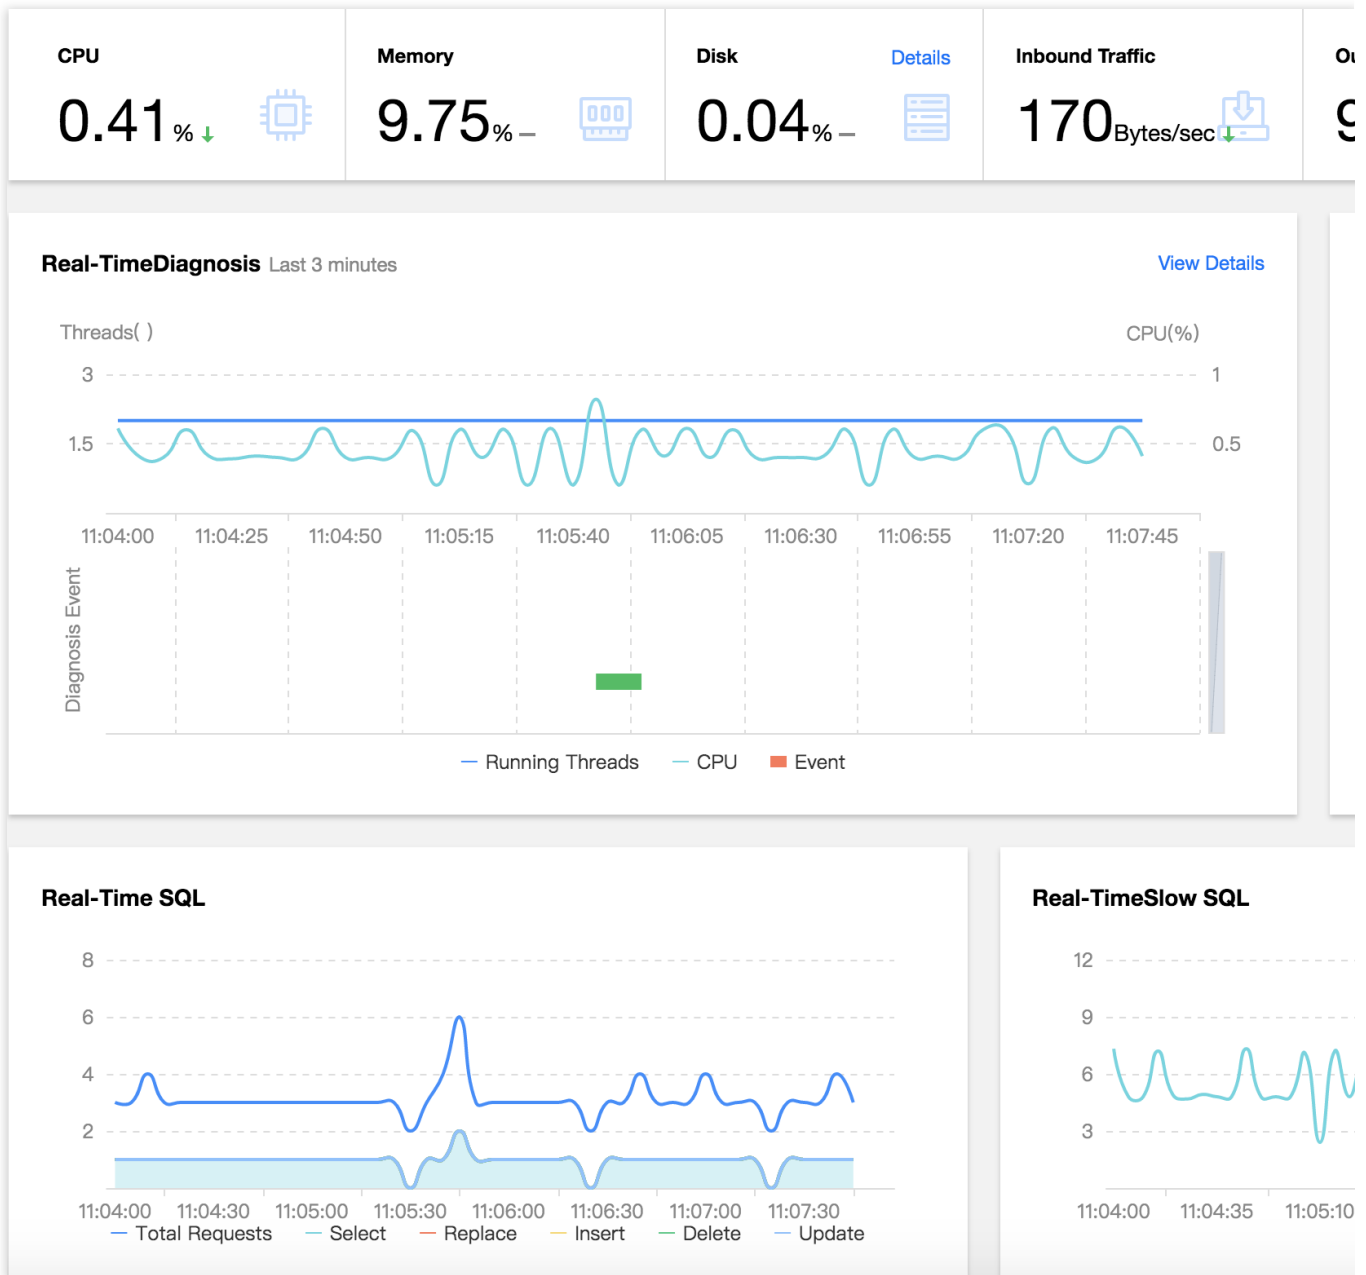 CPU
Memory
Disk
Details
Inbound Traffic
0.41%
9.75%
0.04%
170Bytes/sec
Real-TimeDiagnosis Last 3 minutes
View Details
Threads( )
CPU(%)
3
1
1.5
0.5
11:04:00 11:04:25 11:04:50 11:05:15 11:05:40 11:06:05 11:06:30 11:06:55 11:07:20 11:07:45
Diagnosis Event
Running Threads CPU Event
Real-Time SQL
8
6
4
2
11:04:00 11:04:30 11:05:00 11:05:30 11:06:00 11:06:30 11:07:00 11:07:30
Total Requests Select Replace Insert Delete Update
Real-TimeSlow SQL
12
9
6
3
11:04:00 11:04:35 11:05:10